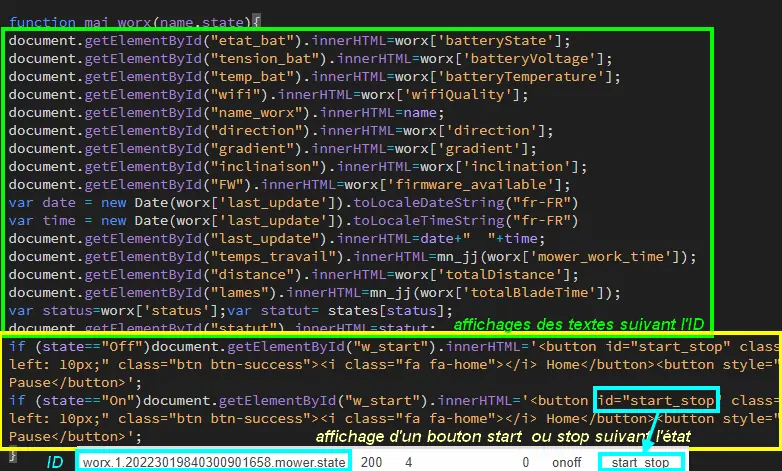 function maj_worx(name,state){
document.getElementById("etat_bat").innerHTML=worx['batteryState'];
document.getElementById("tension_bat").innerHTML=worx['batteryVoltage'];
document.getElementById("temp_bat").innerHTML=worx['batteryTemperature'];
document.getElementById("wifi").innerHTML=worx['wifiQuality'];
document.getElementById("name_worx").innerHTML=name;
document.getElementById("direction").innerHTML=worx['direction'];
document.getElementById("gradient").innerHTML=worx['gradient'];
document.getElementById("inclinaison").innerHTML=worx['inclination'];
document.getElementById("FW").innerHTML=worx['firmware_available'];
var date = new Date(worx['last_update']).toLocaleDateString("fr-FR")
var time = new Date(worx['last_update']).toLocaleTimeString("fr-FR")
document.getElementById("last_update").innerHTML=date+"  "+time;
document.getElementById("temps_travail").innerHTML=mn_jj(worx['mower_work_time']);
document.getElementById("distance").innerHTML=worx['totalDistance'];
document.getElementById("lames").innerHTML=mn_jj(worx['totalBladeTime']);
var status=worx['status'];var statut= states[status];
document.getElementById("statut").innerHTML=statut;
affichages des textes suivant l'ID
if (state=="Off")document.getElementById("w_start").innerHTML='<button id="start_stop" clas
left: 10px;" class="btn btn-success"><i class="fa fa-home"></i> Home</button><button style="
Pause</button>';
if (state=="On")document.getElementById("w_start").innerHTML='<button id="start_stop" class=
left: 10px;" class="btn btn-success"><i class="fa fa-home"></i> Home</button><button style="
Pause</button>';
affichage d'un bouton start ou stop suivant l'état
}
ID worx.1.20223019840300901658.mower.state 200 4 0 onoff start_stop